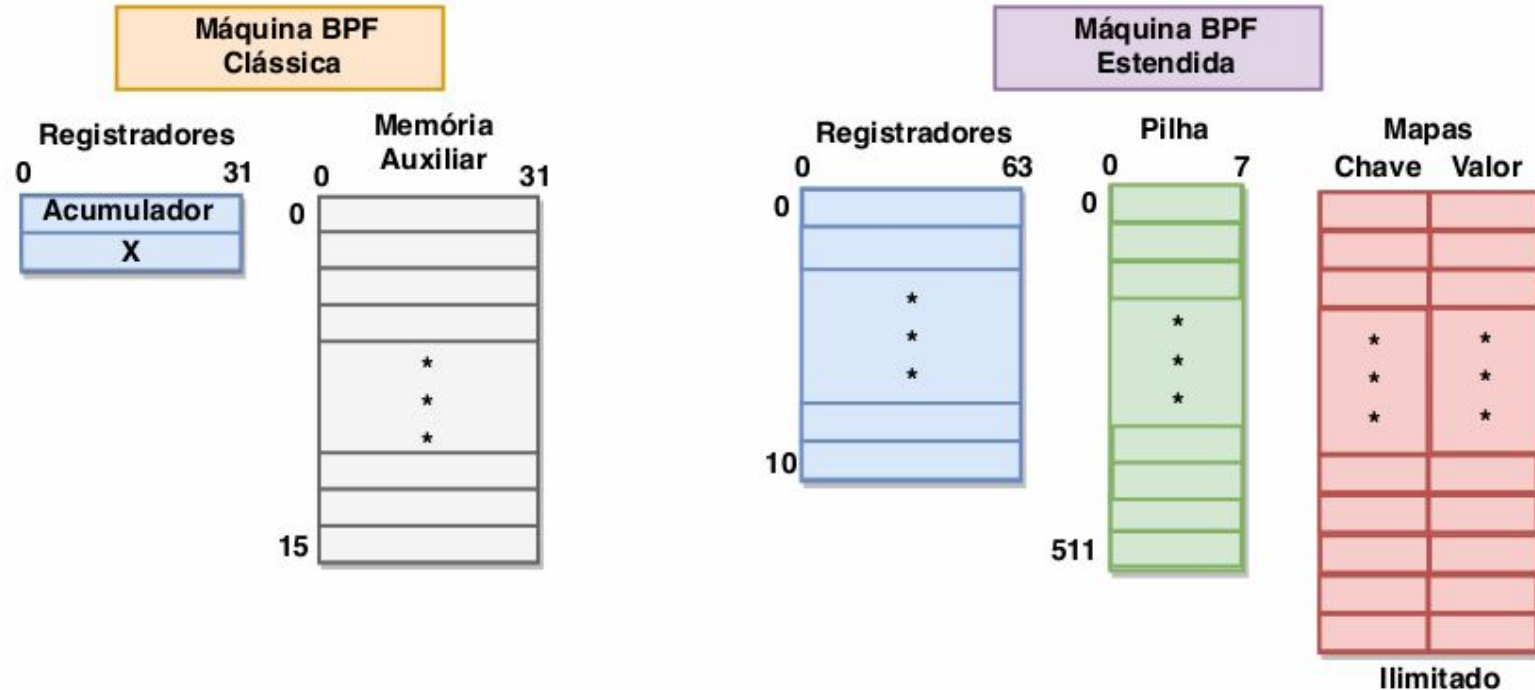 Máquina BPF
Clássica
Registradores
0 31
Acumulador
X
Memória
Auxiliar
0 31
0
*
*
*
15
Máquina BPF
Estendida
Registradores
0 63
0
*
*
*
10
Pilha
0 7
0
*
*
*
511
Mapas
Chave Valor
* *
* *
* *
Ilimitado